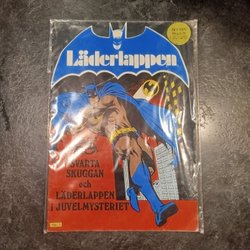 Läderlappen
SVARTA
SKUGGAN
och
LÄDERLAPPEN
I JUVELMYSTERIET